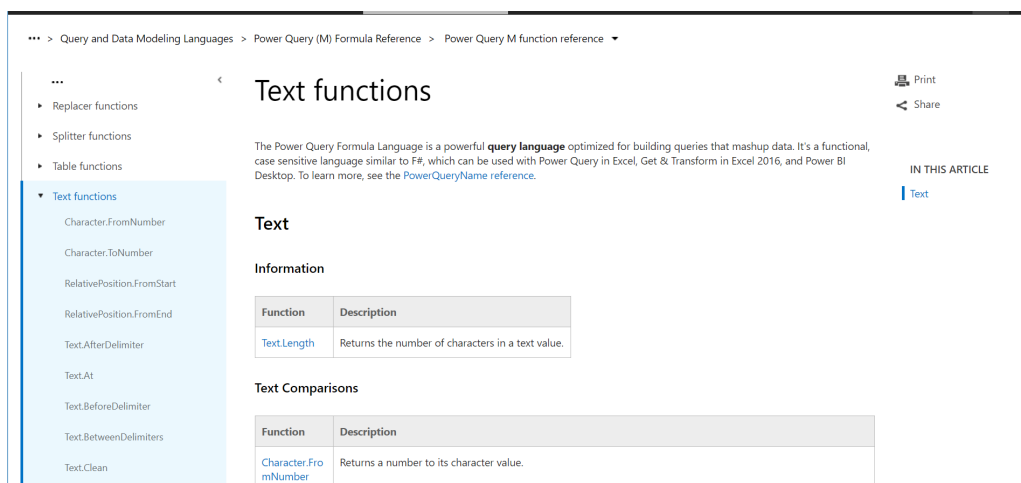 ••• > Query and Data Modeling Languages > Power Query (M) Formula Reference > Power Query M function reference
•••
Replacer functions
Splitter functions
Table functions
Text functions
Character.FromNumber
Character.ToNumber
RelativePosition.FromStart
RelativePosition.FromEnd
Text.AfterDelimiter
Text.At
Text.BeforeDelimiter
Text.BetweenDelimiters
Text.Clean
Text functions
The Power Query Formula Language is a powerful query language optimized for building queries that mashup data. It's a functional,
case sensitive language similar to F#, which can be used with Power Query in Excel, Get & Transform in Excel 2016, and Power BI
Desktop. To learn more, see the PowerQueryName reference.
Text
Information
Function Description
Text.Length Returns the number of characters in a text value.
Text Comparisons
Function Description
Character.Fro Returns a number to its character value.
mNumber
Print
Share
IN THIS ARTICLE
Text